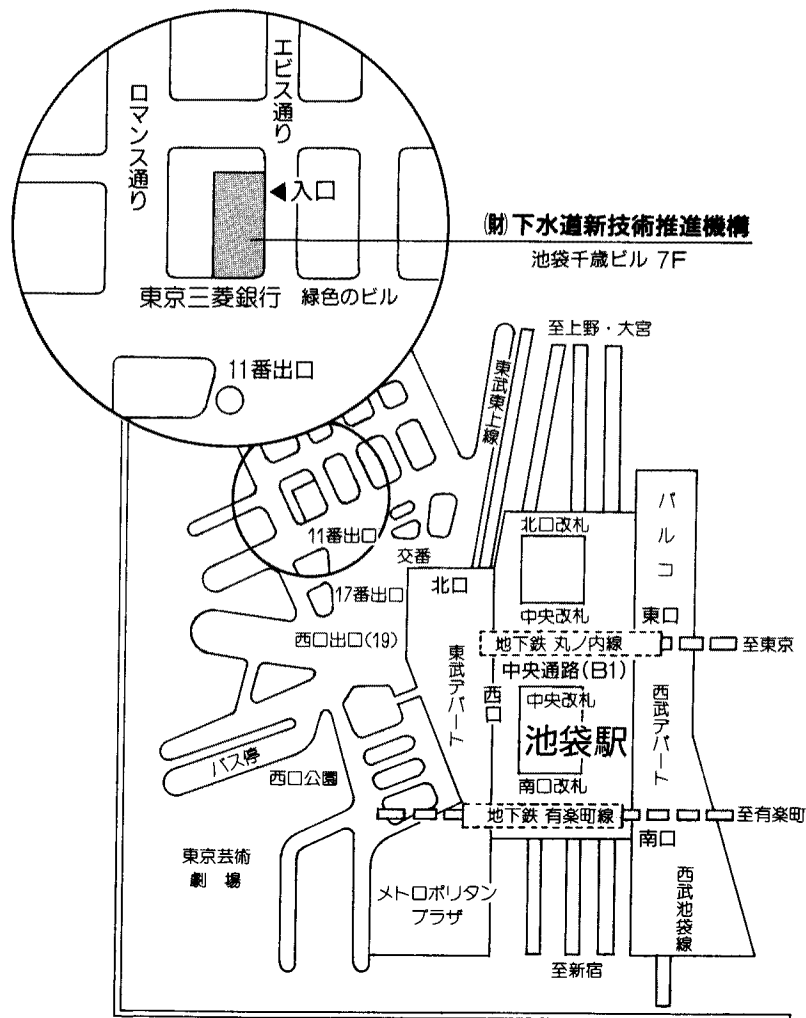 エビス通り
ロマンス通り
入口
(財)下水道新技術推進機構
池袋千歳ビル 7F
東京三菱銀行
緑色のビル
11番出口
至上野・大宮
東武東上線
11番出口
交番
北口改札
パルコ
北口
17番出口
中央改札
東口
西口出口(19)
地下鉄 丸ノ内線
至東京
中央通路(B1)
東武デパート
西口
中央改札
西武デパート
池袋駅
バス停
西口公園
南口改札
地下鉄 有楽町線
至有楽町
南口
東京芸術
劇 場
メトロポリタン
プラザ
西武池袋線
至新宿